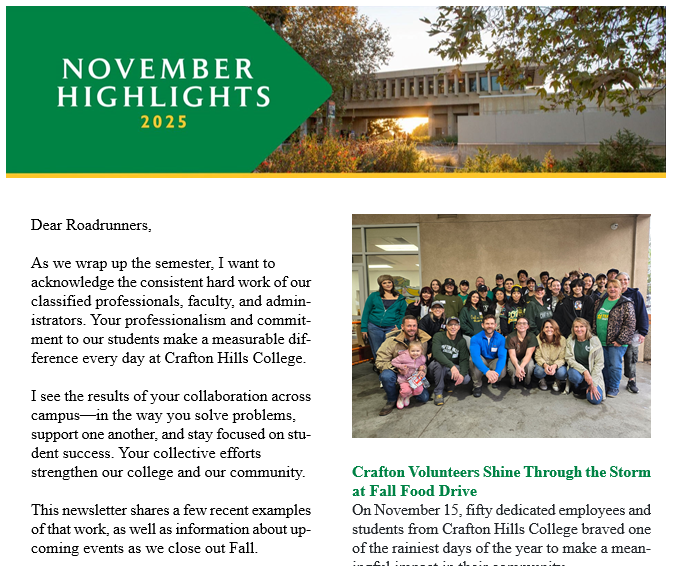 NOVEMBER
HIGHLIGHTS
2025
Dear Roadrunners,
As we wrap up the semester, I want to
acknowledge the consistent hard work of our
classified professionals, faculty, and admin-
istrators. Your professionalism and commit-
ment to our students make a measurable dif-
ference every day at Crafton Hills College.
I see the results of your collaboration across
campus—in the way you solve problems,
support one another, and stay focused on stu-
dent success. Your collective efforts
strengthen our college and our community.
This newsletter shares a few recent examples
of that work, as well as information about up-
coming events as we close out Fall.
Crafton Volunteers Shine Through the Storm
at Fall Food Drive
On November 15, fifty dedicated employees and
students from Crafton Hills College braved one
of the rainiest days of the year to make a mean-
ingful impact in their community.